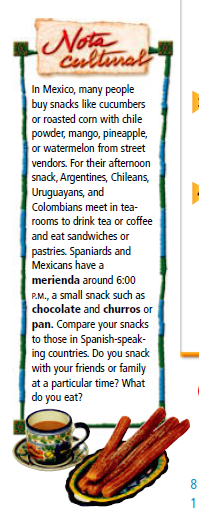 Nota
cultural
In Mexico, many people
buy snacks like cucumbers
or roasted corn with chile
powder, mango, pineapple,
or watermelon from street
vendors. For their afternoon
snack, Argentines, Chileans,
Uruguayans, and
Colombians meet in tea-
rooms to drink tea or coffee
and eat sandwiches or
pastries. Spaniards and
Mexicans have a
merienda around 6:00
P.M., a small snack such as
chocolate and churros or
pan. Compare your snacks
to those in Spanish-speak-
ing countries. Do you snack
with your friends or family
at a particular time? What
do you eat?
8
1